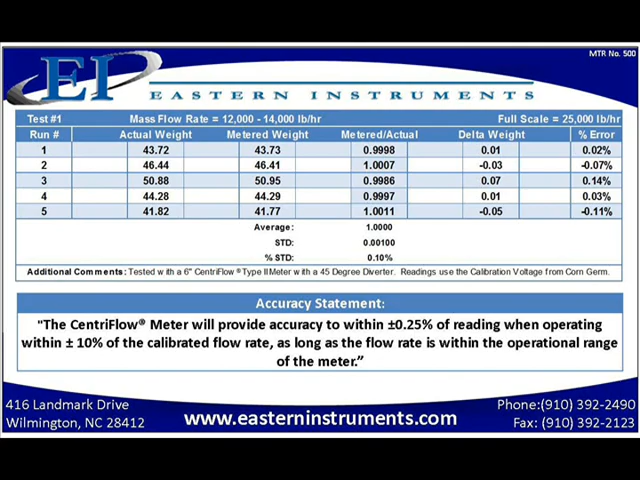 MTR No. 500
EI
EASTERN INSTRUMENTS
Test #1 Mass Flow Rate = 12,000 - 14,000 lb/hr Full Scale = 25,000 lb/hr
Run # Actual Weight Metered Weight Metered/Actual Delta Weight % Error
1 43.72 43.73 0.9998 0.01 0.02%
2 46.44 46.41 1.0007 -0.03 -0.07%
3 50.88 50.95 0.9986 0.07 0.14%
4 44.28 44.29 0.9997 0.01 0.03%
5 41.82 41.77 1.0011 -0.05 -0.11%
Average: 1.0000
STD: 0.00100
% STD: 0.10%
Additional Comments: Tested with a 6" CentriFlow ® Type II Meter with a 45 Degree Diverter. Readings use the Calibration Voltage from Corn Germ.
Accuracy Statement:
"The CentriFlow® Meter will provide accuracy to within ±0.25% of reading when operating
within ± 10% of the calibrated flow rate, as long as the flow rate is within the operational range
of the meter.”
416 Landmark Drive
Wilmington, NC 28412
www.easterninstruments.com
Phone:(910) 392-2490
Fax: (910) 392-2123